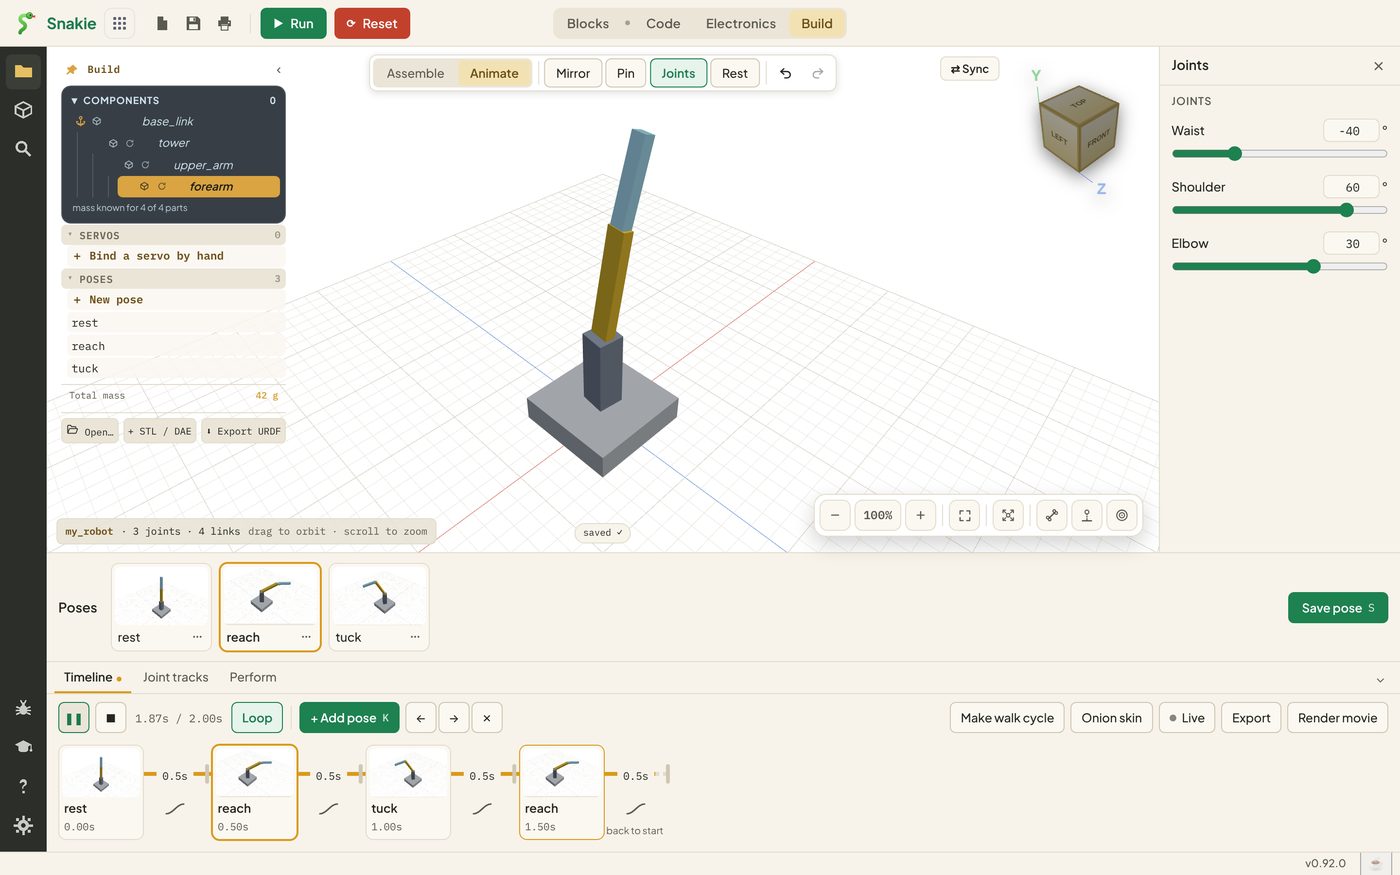 Snakie
Run
Reset
Blocks
Code
Electronics
Build
Build
COMPONENTS 0
base_link
tower
upper_arm
forearm
mass known for 4 of 4 parts
SERVOS 0
+ Bind a servo by hand
POSES 3
+ New pose
rest
reach
tuck
Total mass 42 g
Open…
+ STL / DAE
Export URDF
Assemble
Animate
Mirror
Pin
Joints
Rest
Sync
Y
TOP
LEFT
FRONT
Z
my_robot · 3 joints · 4 links drag to orbit · scroll to zoom
saved ✓
− 100% +
Joints
JOINTS
Waist -40 °
Shoulder 60 °
Elbow 30 °
Poses
rest ...
reach ...
tuck ...
Save pose S
Timeline
Joint tracks
Perform
1.87s / 2.00s
Loop
+ Add pose K
← → ×
Make walk cycle
Onion skin
Live
Export
Render movie
rest
0.00s
0.5s
reach
0.50s
0.5s
tuck
1.00s
0.5s
reach
1.50s
0.5s
back to start
v0.92.0